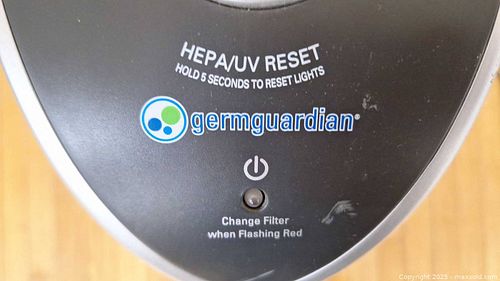 HEPA/UV RESET
HOLD 5 SECONDS TO RESET LIGHTS
germguardian®
Change Filter
when Flashing Red
Copyright 2025 - maxsold.com